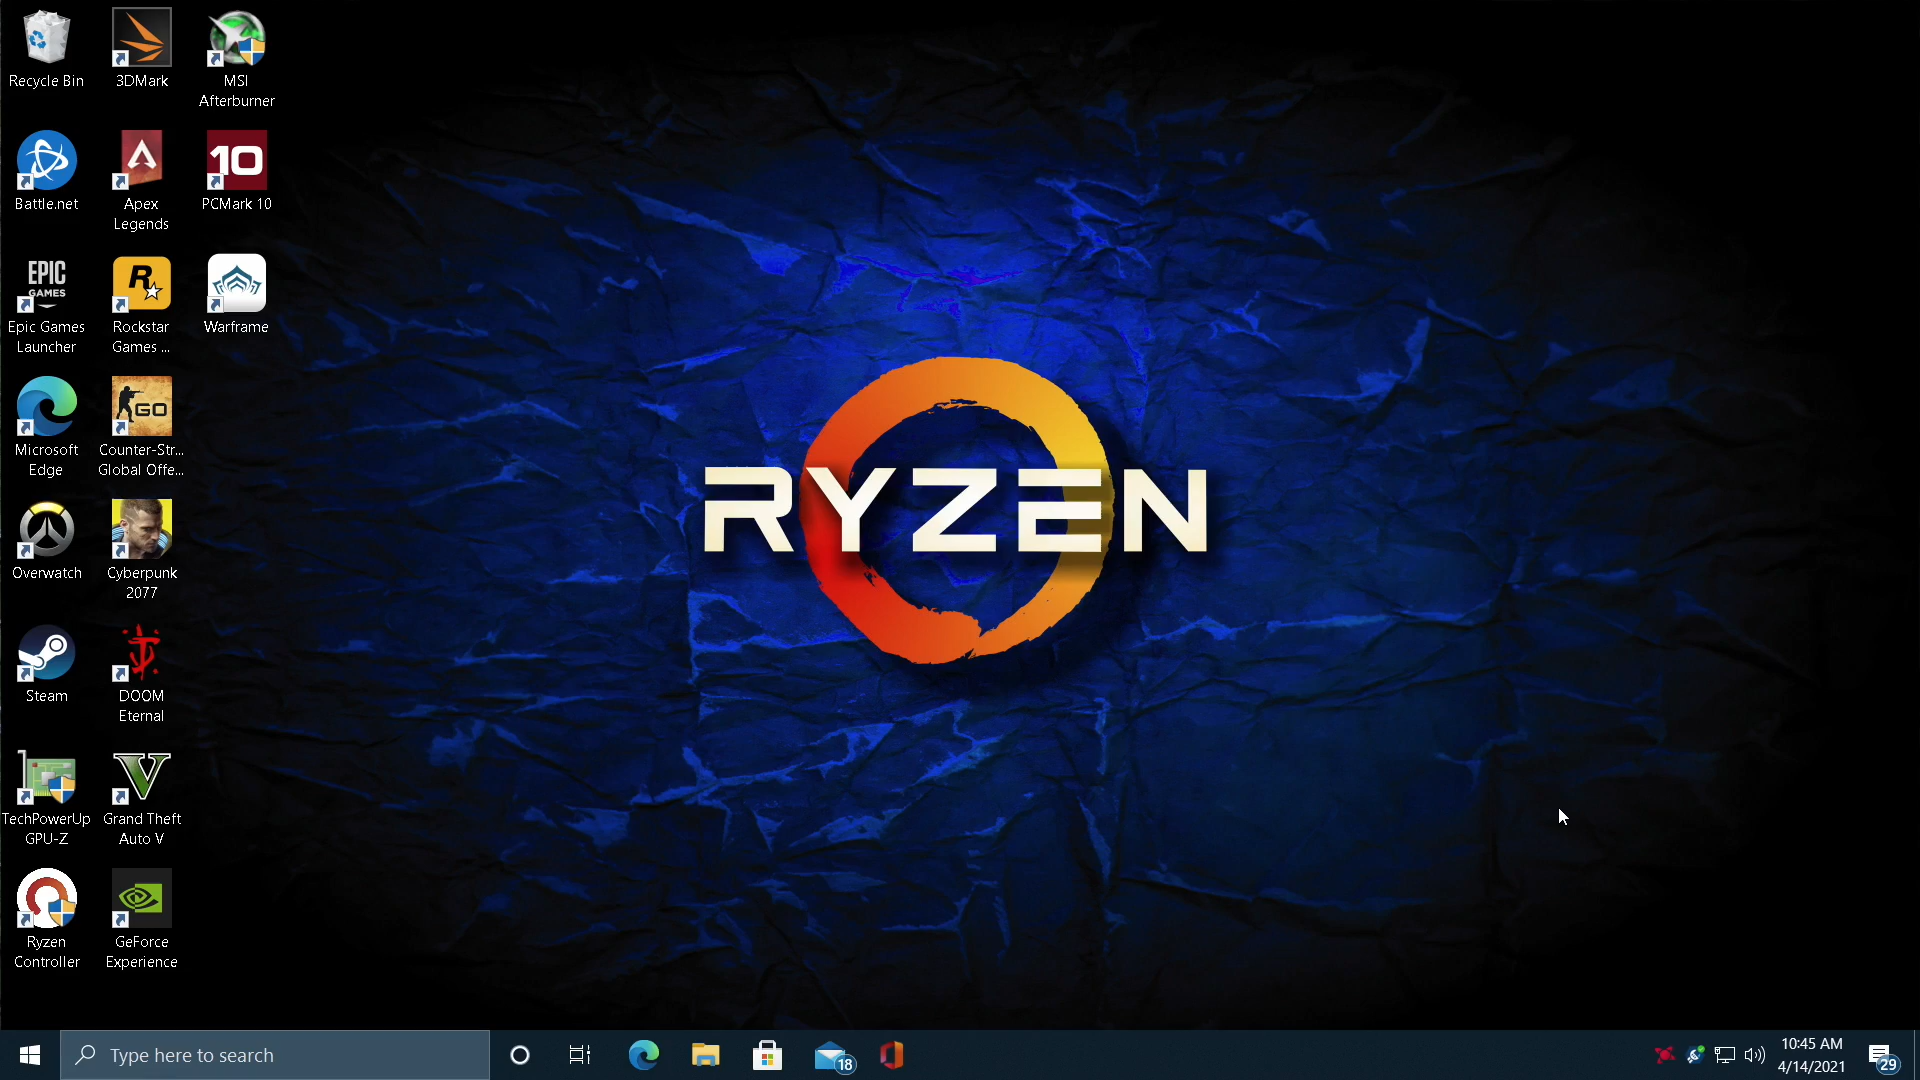 Recycle Bin
3DMark
MSI
Afterburner
Battle.net
Apex
Legends
10
PCMark 10
EPIC
GAMES
Epic Games
Launcher
R
Rockstar
Games ...
Warframe
Microsoft
Edge
GO
Counter-Str...
Global Offe...
Overwatch
Cyberpunk
2077
Steam
DOOM
Eternal
TechPowerUp
GPU-Z
V
Grand Theft
Auto V
Ryzen
Controller
GeForce
Experience
RYZEN
Type here to search
18
10:45 AM
4/14/2021
29